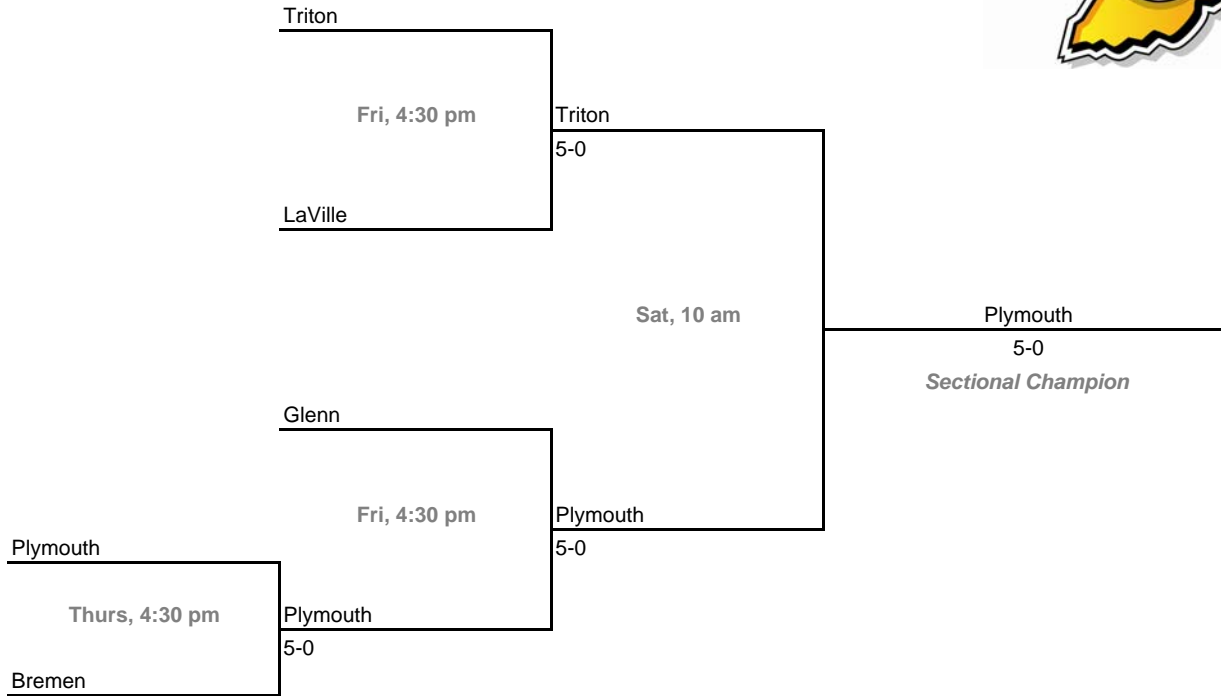 Triton
Fri, 4:30 pm
Triton
5-0
LaVille
Sat, 10 am
Plymouth
5-0
Sectional Champion
Glenn
Fri, 4:30 pm
Plymouth
5-0
Plymouth
Thurs, 4:30 pm
Plymouth
5-0
Bremen